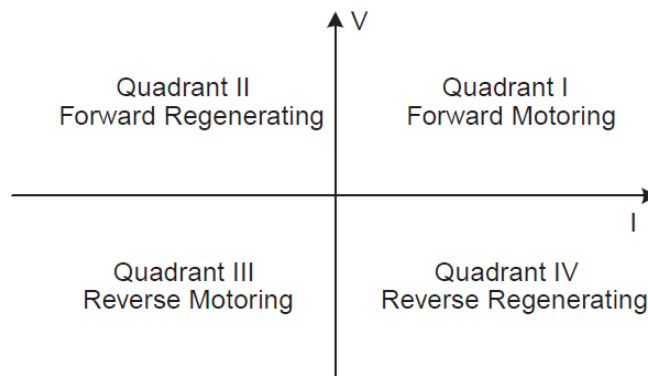 V
Quadrant II
Forward Regenerating
Quadrant I
Forward Motoring
I
Quadrant III
Reverse Motoring
Quadrant IV
Reverse Regenerating